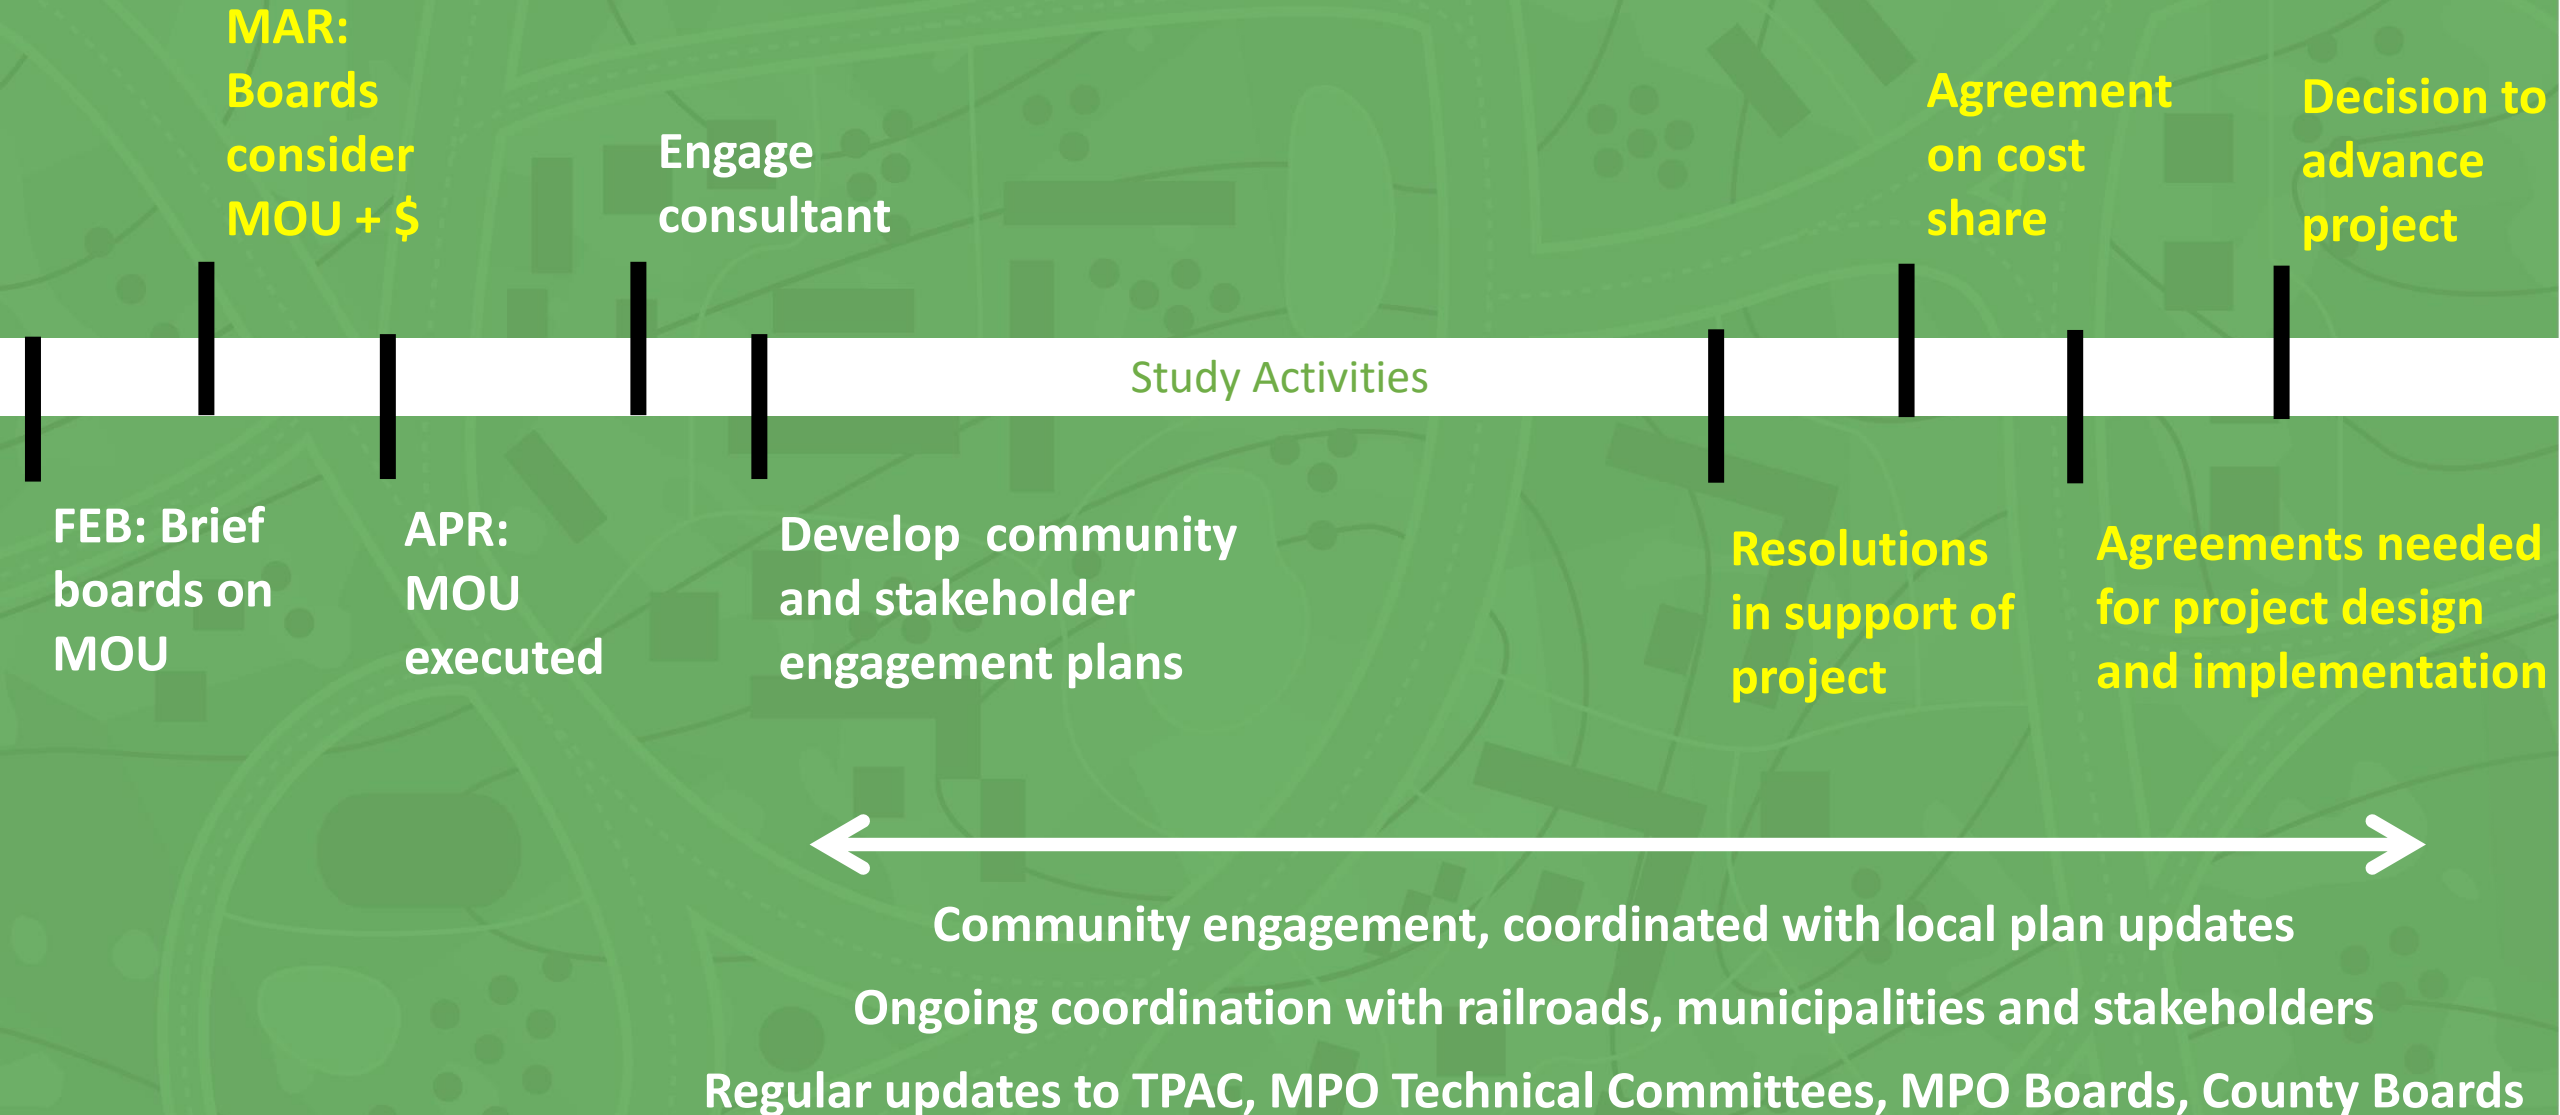 MAR:
Boards
consider
MOU + $
Engage
consultant
Agreement
on cost
share
Decision to
advance
project
Study Activities
FEB: Brief
boards on
MOU
APR:
MOU
executed
Develop  community
and stakeholder
engagement plans
Resolutions
in support of
project
Agreements needed
for project design
and implementation
Community engagement, coordinated with local plan updates
Ongoing coordination with railroads, municipalities and stakeholders
Regular updates to TPAC, MPO Technical Committees, MPO Boards, County Boards